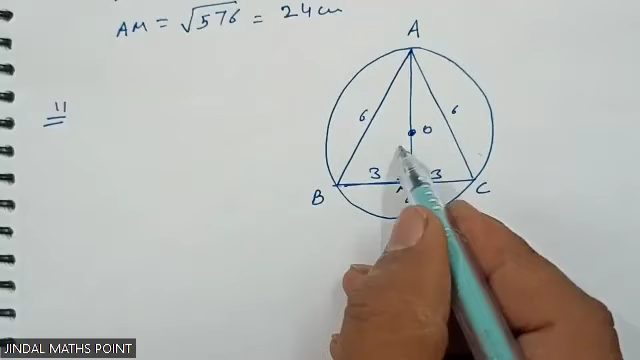 AM = √576 = 24 cm
11
A
6 6
O
3 3
B C
JINDAL MATHS POINT